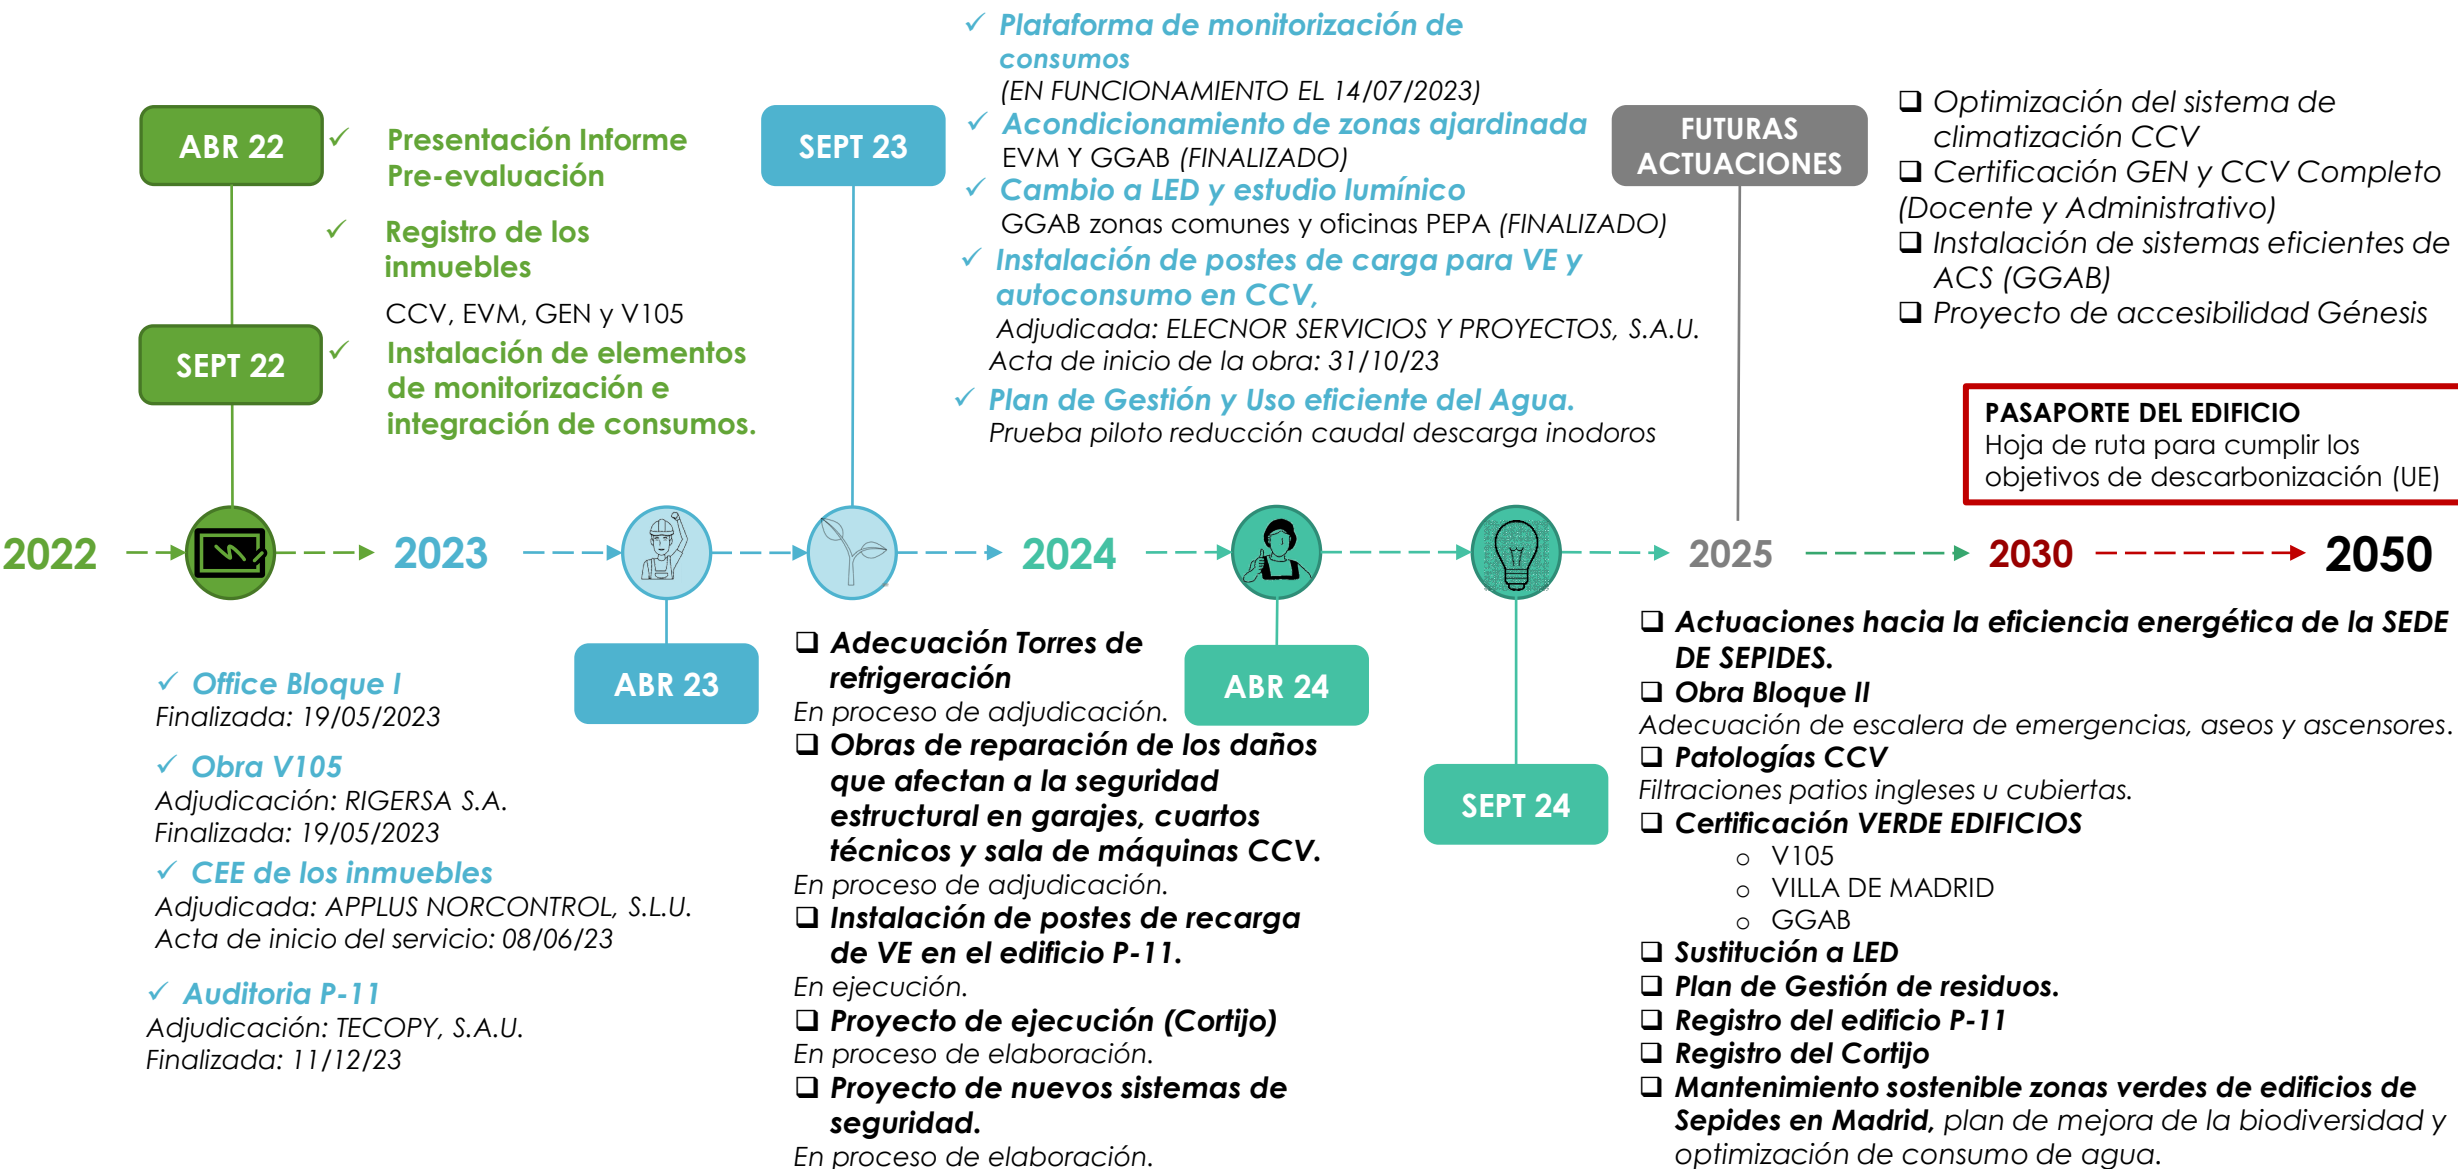 ABR 22
✓ Presentación Informe
Pre-evaluación
✓ Registro de los
inmuebles
CCV, EVM, GEN y V105
SEPT 22
✓ Instalación de elementos
de monitorización e
integración de consumos.
SEPT 23
✓ Plataforma de monitorización de
consumos
(EN FUNCIONAMIENTO EL 14/07/2023)
✓ Acondicionamiento de zonas ajardinada
EVM Y GGAB (FINALIZADO)
✓ Cambio a LED y estudio lumínico
GGAB zonas comunes y oficinas PEPA (FINALIZADO)
✓ Instalación de postes de carga para VE y
autoconsumo en CCV,
Adjudicada: ELECNOR SERVICIOS Y PROYECTOS, S.A.U.
Acta de inicio de la obra: 31/10/23
✓ Plan de Gestión y Uso eficiente del Agua.
Prueba piloto reducción caudal descarga inodoros
FUTURAS
ACTUACIONES
❑ Optimización del sistema de
climatización CCV
❑ Certificación GEN y CCV Completo
(Docente y Administrativo)
❑ Instalación de sistemas eficientes de
ACS (GGAB)
❑ Proyecto de accesibilidad Génesis
PASAPORTE DEL EDIFICIO
Hoja de ruta para cumplir los
objetivos de descarbonización (UE)
2022
2023
2024
2025
2030
2050
✓ Office Bloque I
Finalizada: 19/05/2023
✓ Obra V105
Adjudicación: RIGERSA S.A.
Finalizada: 19/05/2023
✓ CEE de los inmuebles
Adjudicada: APPLUS NORCONTROL, S.L.U.
Acta de inicio del servicio: 08/06/23
✓ Auditoria P-11
Adjudicación: TECOPY, S.A.U.
Finalizada: 11/12/23
ABR 23
❑ Adecuación Torres de
refrigeración
En proceso de adjudicación.
❑ Obras de reparación de los daños
que afectan a la seguridad
estructural en garajes, cuartos
técnicos y sala de máquinas CCV.
En proceso de adjudicación.
❑ Instalación de postes de recarga
de VE en el edificio P-11.
En ejecución.
❑ Proyecto de ejecución (Cortijo)
En proceso de elaboración.
❑ Proyecto de nuevos sistemas de
seguridad.
En proceso de elaboración.
ABR 24
SEPT 24
❑ Actuaciones hacia la eficiencia energética de la SEDE
DE SEPIDES.
❑ Obra Bloque II
Adecuación de escalera de emergencias, aseos y ascensores.
❑ Patologías CCV
Filtraciones patios ingleses u cubiertas.
❑ Certificación VERDE EDIFICIOS
o V105
o VILLA DE MADRID
o GGAB
❑ Sustitución a LED
❑ Plan de Gestión de residuos.
❑ Registro del edificio P-11
❑ Registro del Cortijo
❑ Mantenimiento sostenible zonas verdes de edificios de
Sepides en Madrid, plan de mejora de la biodiversidad y
optimización de consumo de agua.